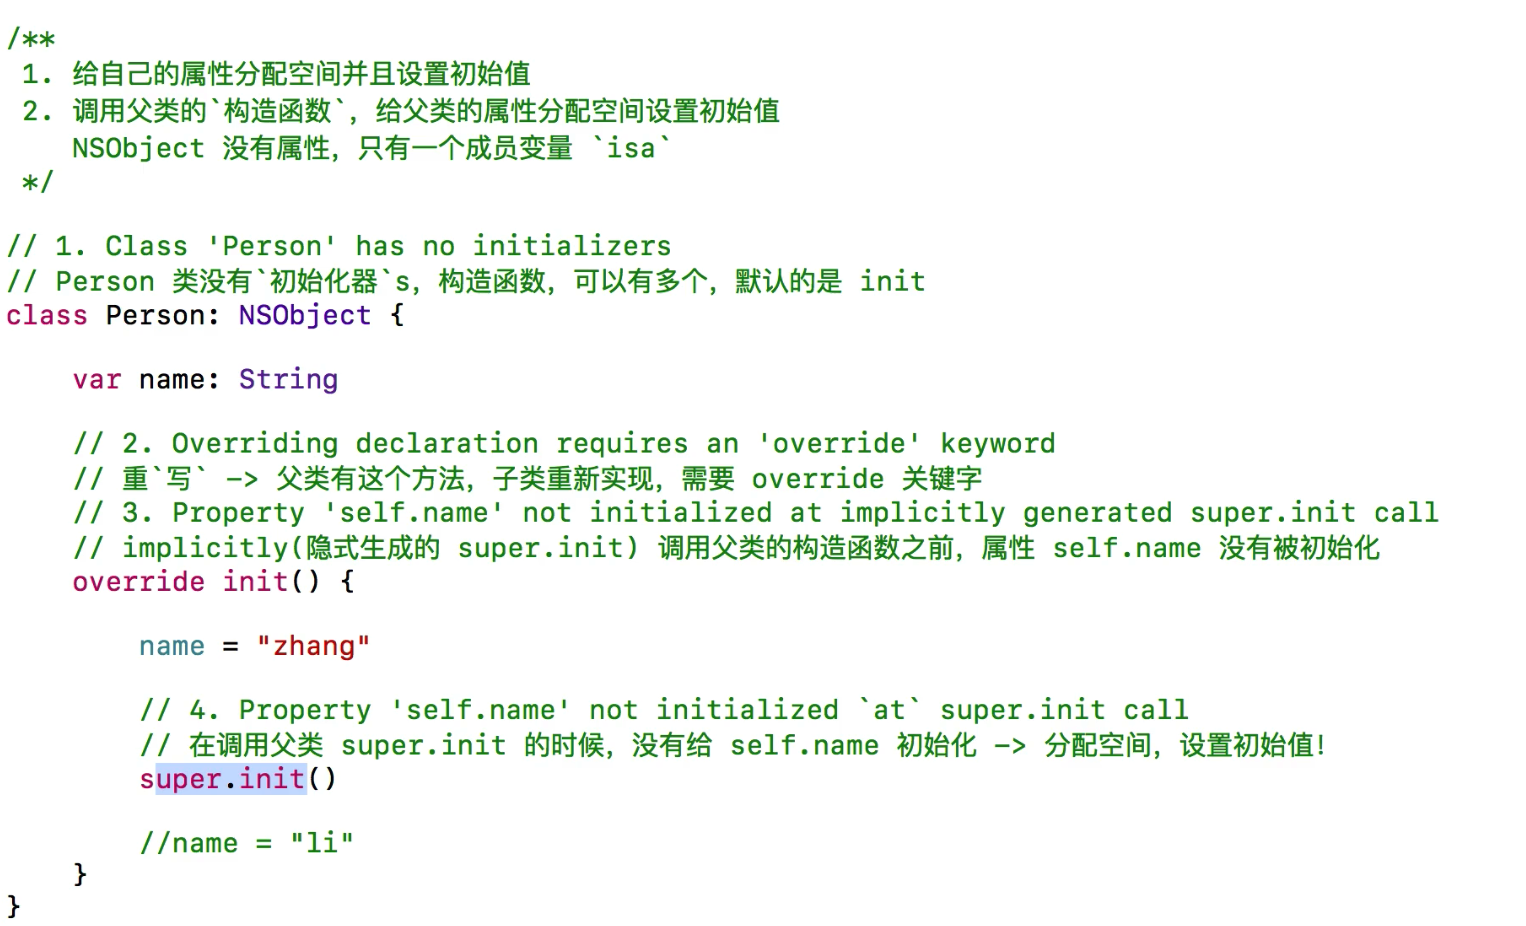 /**
 1. 给自己的属性分配空间并且设置初始值
 2. 调用父类的`构造函数`，给父类的属性分配空间设置初始值
    NSObject 没有属性，只有一个成员变量 `isa`
 */
// 1. Class 'Person' has no initializers
// Person 类没有`初始化器`s，构造函数，可以有多个，默认的是 init
class Person: NSObject {
    var name: String
    // 2. Overriding declaration requires an 'override' keyword
    // 重`写` -> 父类有这个方法，子类重新实现，需要 override 关键字
    // 3. Property 'self.name' not initialized at implicitly generated super.init call
    // implicitly(隐式生成的 super.init) 调用父类的构造函数之前，属性 self.name 没有被初始化
    override init() {
        name = "zhang"
        // 4. Property 'self.name' not initialized `at` super.init call
        // 在调用父类 super.init 的时候，没有给 self.name 初始化 -> 分配空间，设置初始值!
        super.init()
        //name = "li"
    }
}